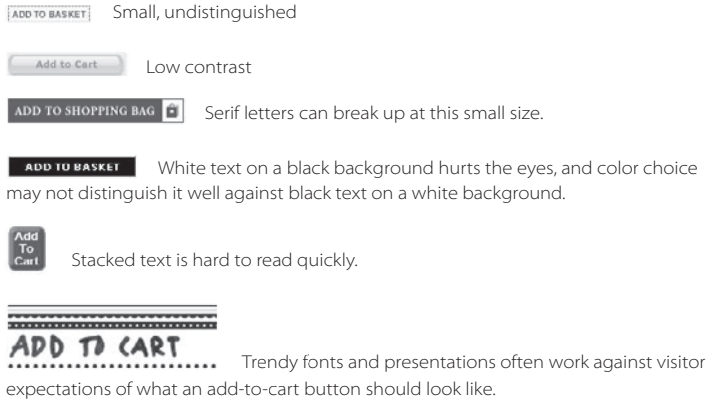 ADD TO BASKET Small, undistinguished
Add to Cart Low contrast
ADD TO SHOPPING BAG Serif letters can break up at this small size.
ADD TO BASKET White text on a black background hurts the eyes, and color choice
may not distinguish it well against black text on a white background.
Add
To
Cart Stacked text is hard to read quickly.
ADD TO CART Trendy fonts and presentations often work against visitor
expectations of what an add-to-cart button should look like.